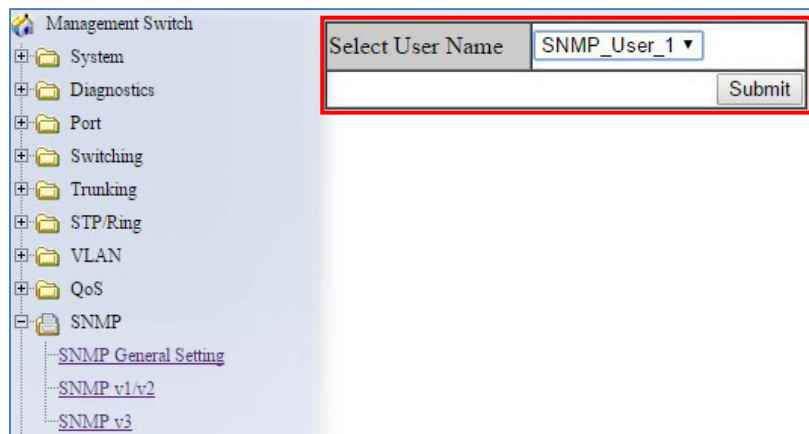 Management Switch
System
Diagnostics
Port
Switching
Trunking
STP/Ring
VLAN
QoS
SNMP
SNMP General Setting
SNMP v1/v2
SNMP v3
Select User Name
SNMP_User_1
Submit